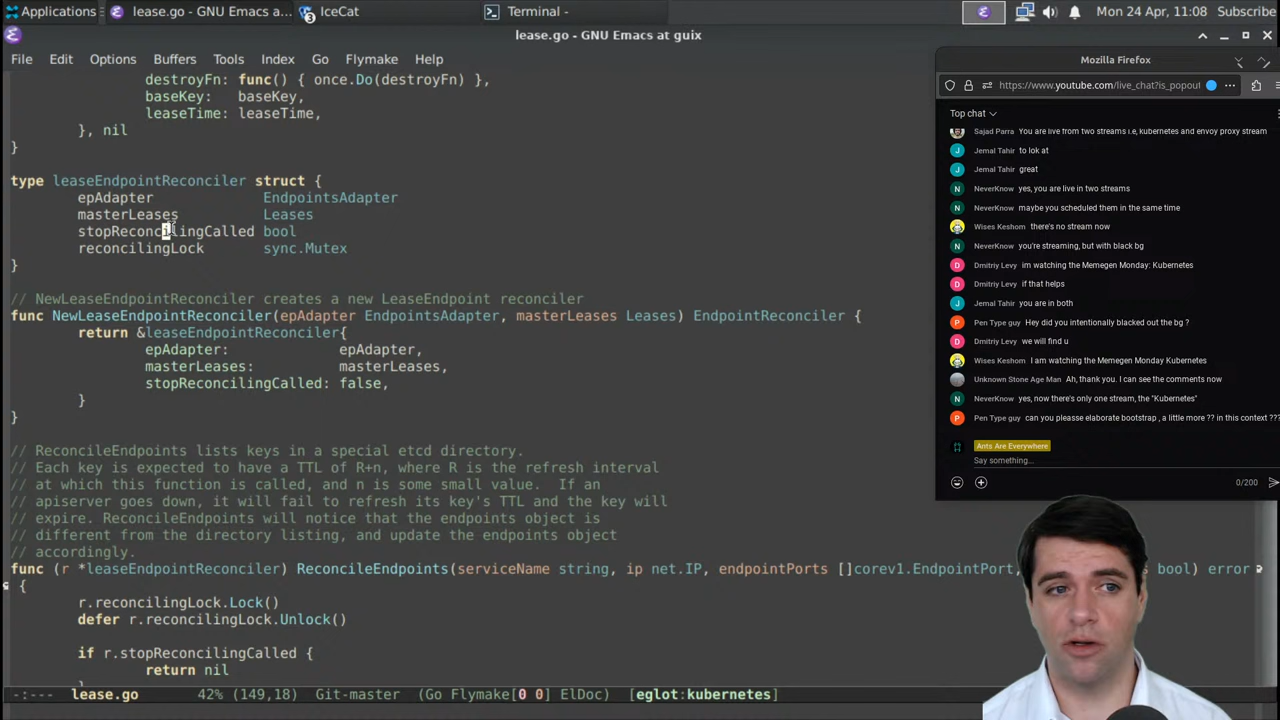 Applications
lease.go - GNU Emacs a...
3
IceCat
Terminal -
Mon 24 Apr, 11:08
Subscribe
lease.go - GNU Emacs at guix
File Edit Options Buffers Tools Index Go Flymake Help
destroyFn: func() { once.Do(destroyFn) },
baseKey: baseKey,
leaseTime: leaseTime,
}, nil
}
type leaseEndpointReconciler struct {
epAdapter EndpointsAdapter
masterLeases Leases
stopReconcilingCalled bool
reconcilingLock sync.Mutex
}
// NewLeaseEndpointReconciler creates a new LeaseEndpoint reconciler
func NewLeaseEndpointReconciler(epAdapter EndpointsAdapter, masterLeases Leases) EndpointReconciler {
return &leaseEndpointReconciler{
epAdapter: epAdapter,
masterLeases: masterLeases,
stopReconcilingCalled: false,
}
}
// ReconcileEndpoints lists keys in a special etcd directory.
// Each key is expected to have a TTL of R+n, where R is the refresh interval
// at which this function is called, and n is some small value.  If an
// apiserver goes down, it will fail to refresh its key's TTL and the key will
// expire. ReconcileEndpoints will notice that the endpoints object is
// different from the directory listing, and update the endpoints object
// accordingly.
func (r *leaseEndpointReconciler) ReconcileEndpoints(serviceName string, ip net.IP, endpointPorts []corev1.EndpointPort, bool) error
{
r.reconcilingLock.Lock()
defer r.reconcilingLock.Unlock()
if r.stopReconcilingCalled {
return nil
-:--- lease.go 42% (149,18) Git-master (Go Flymake[0 0] ElDoc) [eglot:kubernetes]
Mozilla Firefox
https://www.youtube.com/live_chat?is_popout
Top chat
Sajad Parra You are live from two streams i.e, kubernetes and envoy proxy stream
J Jemal Tahir to lok at
J Jemal Tahir great
N NeverKnow yes, you are live in two streams
N NeverKnow maybe you scheduled them in the same time
Wises Keshom there's no stream now
N NeverKnow you're streaming, but with black bg
D Dmitriy Levy im watching the Memegen Monday: Kubernetes
D Dmitriy Levy if that helps
J Jemal Tahir you are in both
P Pen Type guy Hey did you intentionally blacked out the bg ?
D Dmitriy Levy we will find u
Wises Keshom I am watching the Memegen Monday Kubernetes
Unknown Stone Age Man Ah, thank you. I can see the comments now
N NeverKnow yes, now there's only one stream, the "Kubernetes"
P Pen Type guy can you pleasse elaborate bootstrap , a little more ?? in this context ???
Ants Are Everywhere
Say something...
0/200